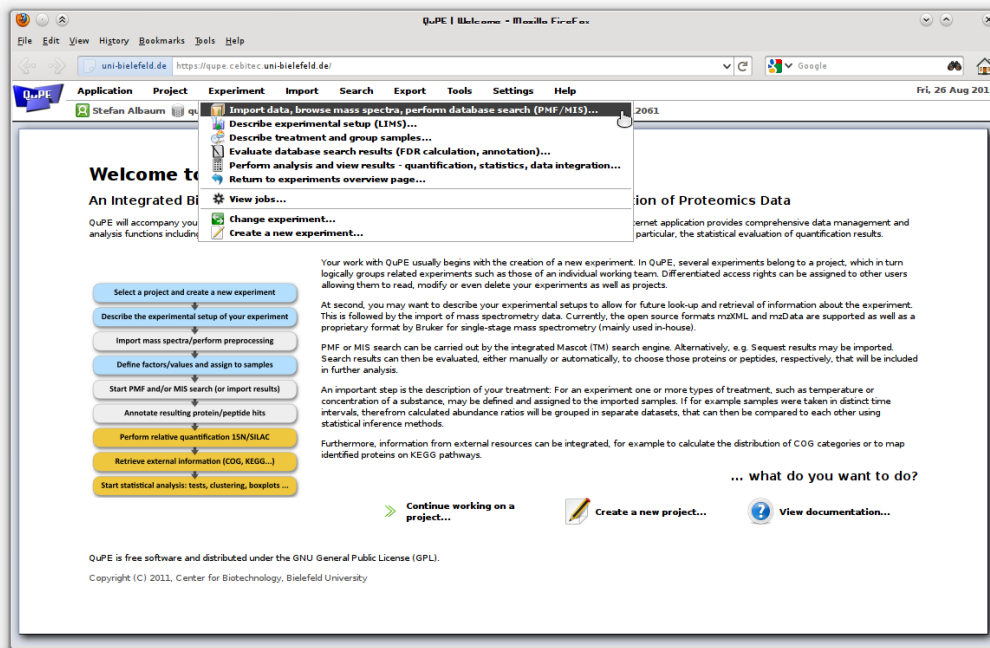 QuPE | Welcome - Mozilla Firefox
File Edit View History Bookmarks Tools Help
uni-bielefeld.de https://qupe.cebitec.uni-bielefeld.de/ Google
QuPE Application Project Experiment Import Search Export Tools Settings Help Fri, 26 Aug 201
Stefan Albaum qu 2061
Import data, browse mass spectra, perform database search (PMF/MIS)...
Describe experimental setup (LIMS)...
Describe treatment and group samples...
Evaluate database search results (FDR calculation, annotation)...
Perform analysis and view results - quantification, statistics, data integration...
Return to experiments overview page...
View jobs...
Change experiment...
Create a new experiment...
Welcome to
An Integrated Bi ion of Proteomics Data
QuPE will accompany you ernet application provides comprehensive data management and
analysis functions including particular, the statistical evaluation of quantification results.
Your work with QuPE usually begins with the creation of a new experiment. In QuPE, several experiments belong to a project, which in turn
logically groups related experiments such as those of an individual working team. Differentiated access rights can be assigned to other users
allowing them to read, modify or even delete your experiments as well as projects.
At second, you may want to describe your experimental setups to allow for future look-up and retrieval of information about the experiment.
This is followed by the import of mass spectrometry data. Currently, the open source formats mzXML and mzData are supported as well as a
proprietary format by Bruker for single-stage mass spectrometry (mainly used in-house).
PMF or MIS search can be carried out by the integrated Mascot (TM) search engine. Alternatively, e.g. Sequest results may be imported.
Search results can then be evaluated, either manually or automatically, to choose those proteins or peptides, respectively, that will be included
in further analysis.
An important step is the description of your treatment: For an experiment one or more types of treatment, such as temperature or
concentration of a substance, may be defined and assigned to the imported samples. If for example samples were taken in distinct time
intervals, therefrom calculated abundance ratios will be grouped in separate datasets, that can then be compared to each other using
statistical inference methods.
Furthermore, information from external resources can be integrated, for example to calculate the distribution of COG categories or to map
identified proteins on KEGG pathways.
Select a project and create a new experiment
Describe the experimental setup of your experiment
Import mass spectra/perform preprocessing
Define factors/values and assign to samples
Start PMF and/or MIS search (or import results)
Annotate resulting protein/peptide hits
Perform relative quantification 15N/SILAC
Retrieve external information (COG, KEGG...)
Start statistical analysis: tests, clustering, boxplots ...
... what do you want to do?
Continue working on a
project...
Create a new project...
View documentation...
QuPE is free software and distributed under the GNU General Public License (GPL).
Copyright (C) 2011, Center for Biotechnology, Bielefeld University